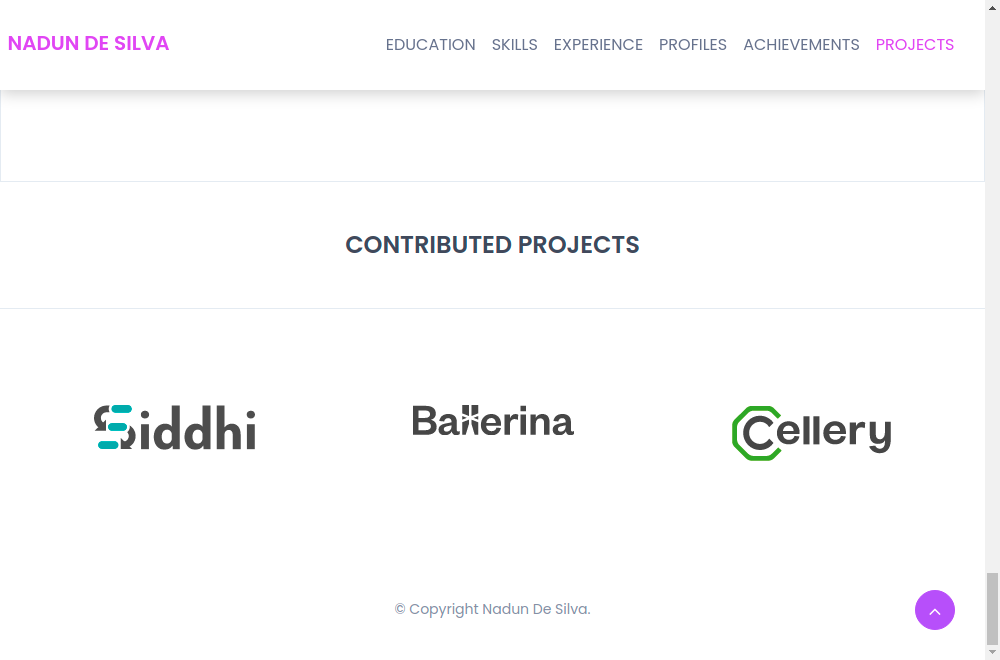 NADUN DE SILVA
EDUCATION SKILLS EXPERIENCE PROFILES ACHIEVEMENTS PROJECTS
CONTRIBUTED PROJECTS
Siddhi
Ballerina
Cellery
© Copyright Nadun De Silva.